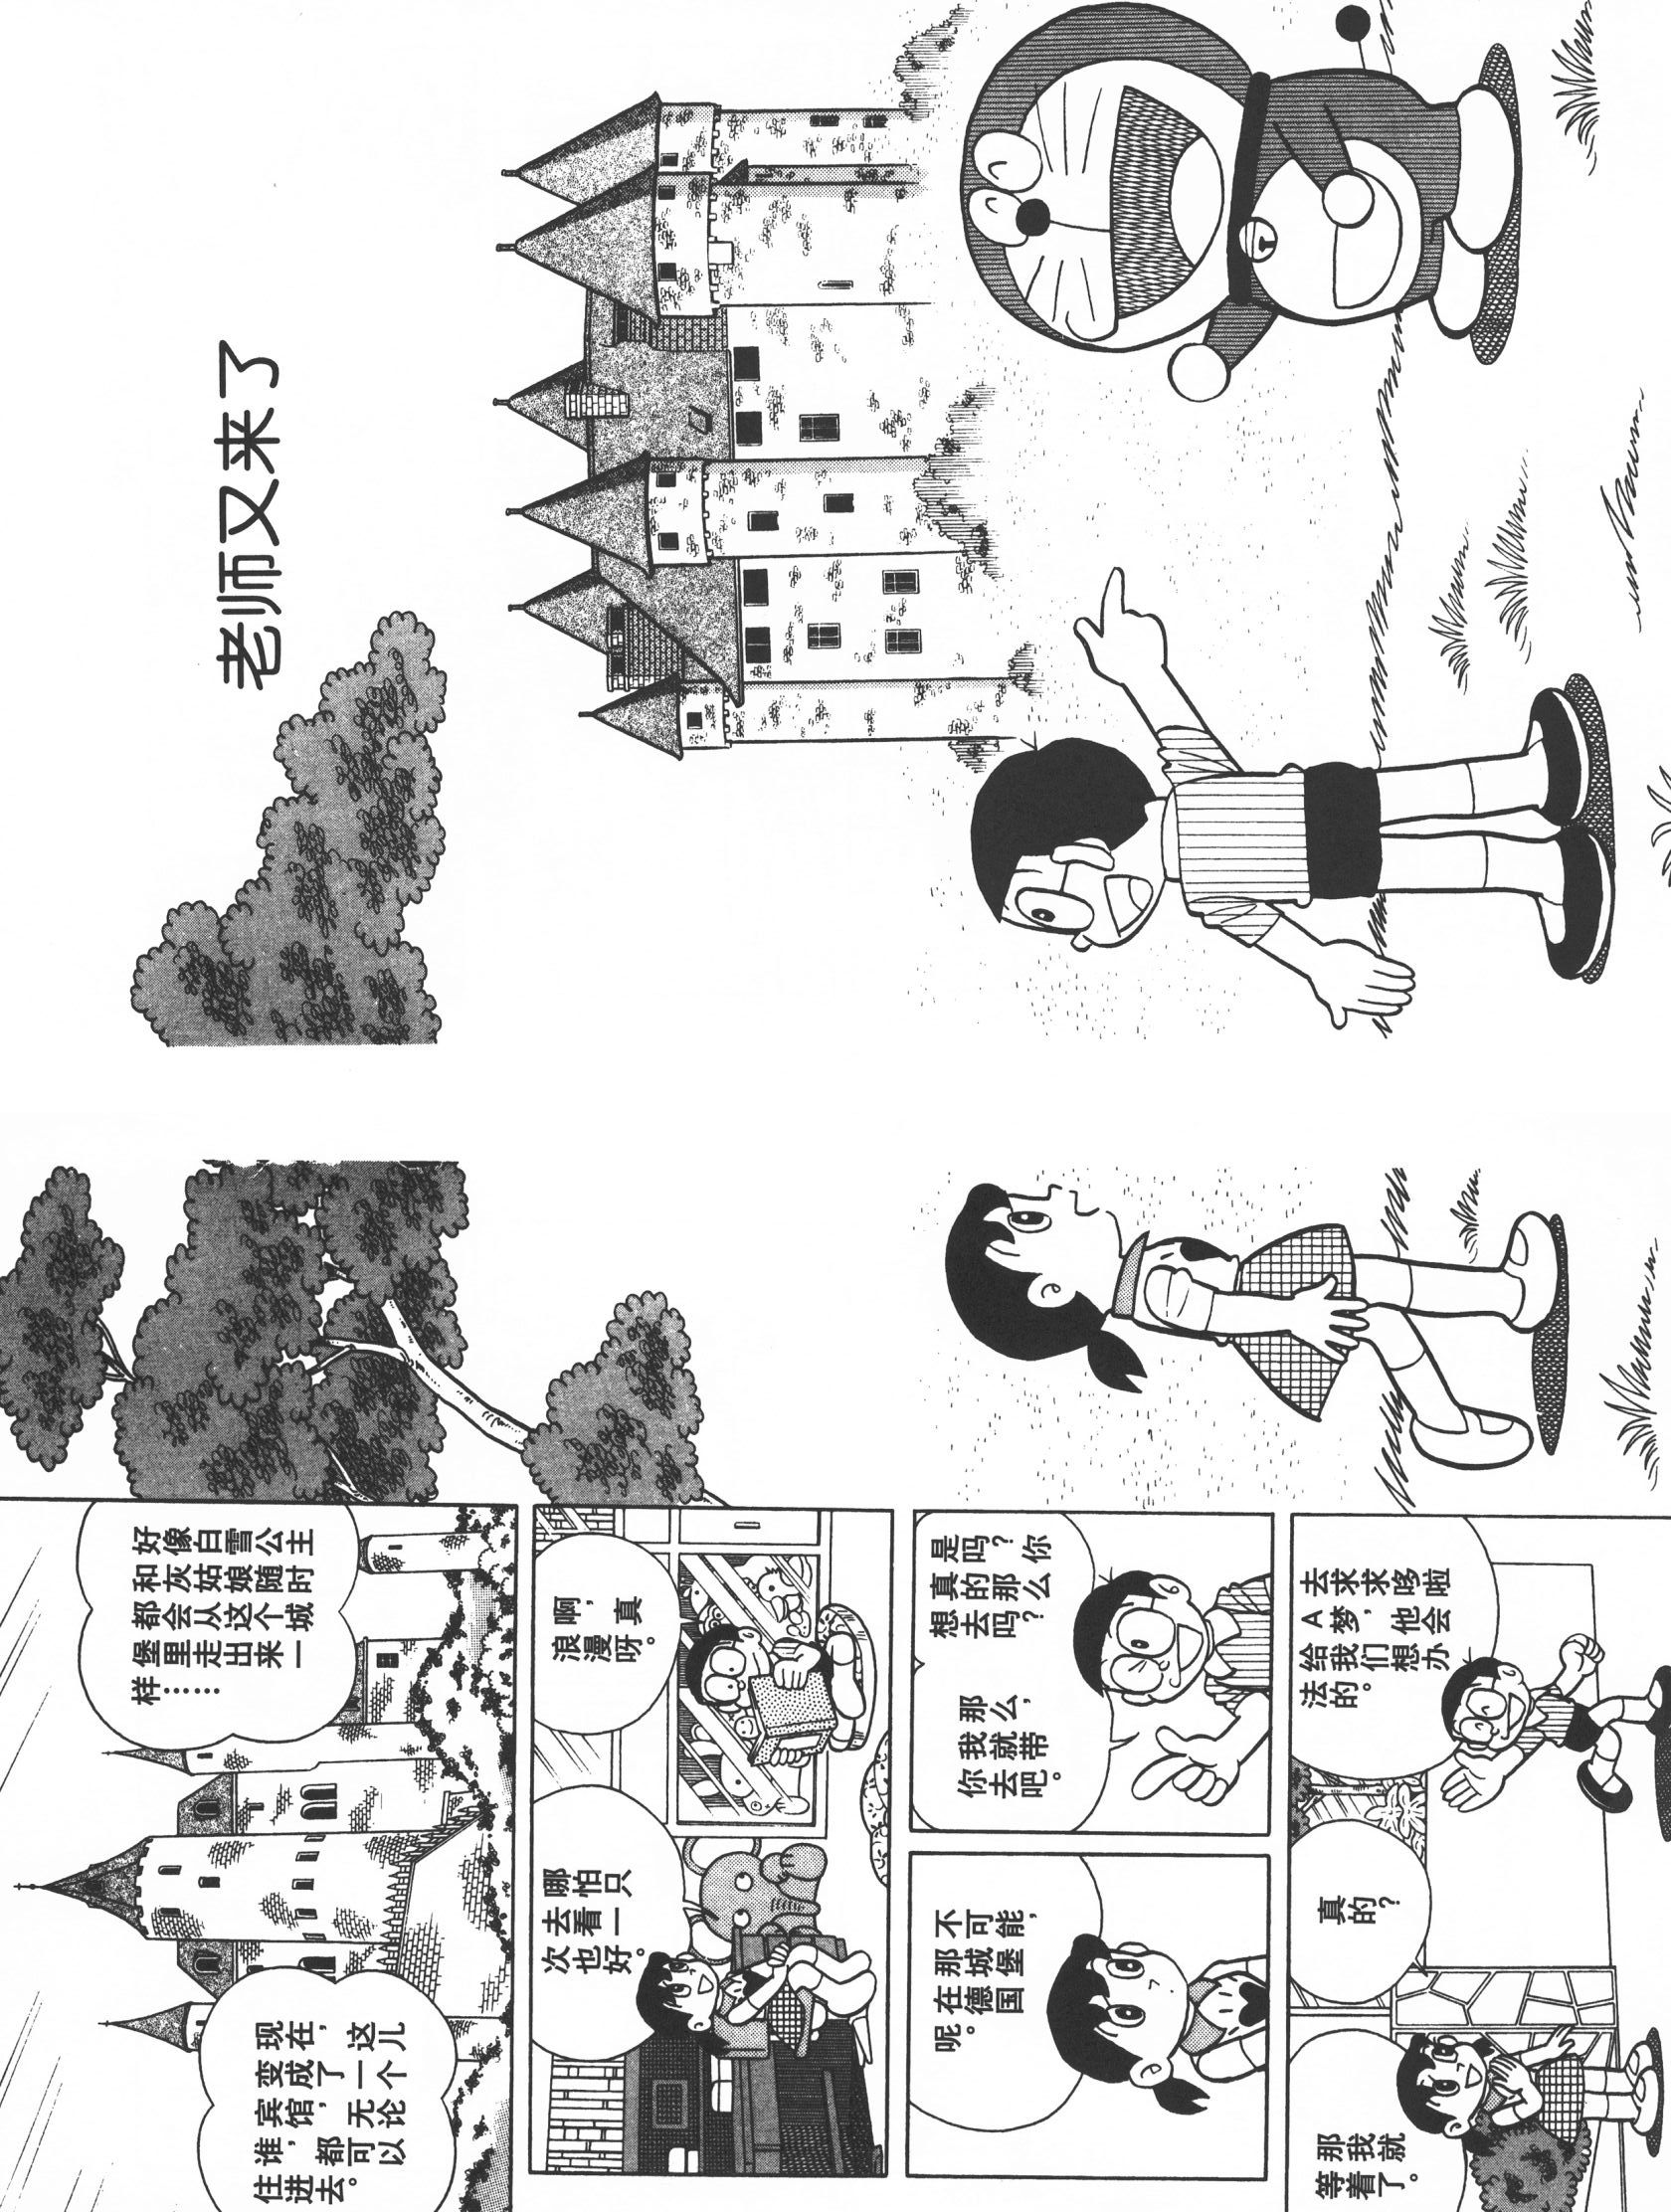 老师又来了
好像白雪公主
和灰姑娘随时
都会从这个城
堡里走出来一
样……
现在，这儿
变成了一个
宾馆，无论
谁，都可以
住进去。
啊，真
浪漫呀。
哪怕只
去看一
次也好。
是吗？你
真的那么
想去吗？
那么，
我就带
你去吧。
不可能，
那城堡
在德国
呢。
去求求哆啦
A梦，他会
给我们想办
法的。
真的？
那我就
等着了。